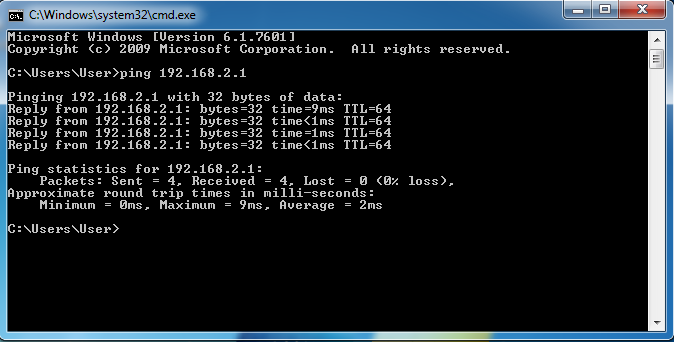 C:\Windows\system32\cmd.exe
Microsoft Windows [Version 6.1.7601]
Copyright (c) 2009 Microsoft Corporation.  All rights reserved.
C:\Users\User>ping 192.168.2.1
Pinging 192.168.2.1 with 32 bytes of data:
Reply from 192.168.2.1: bytes=32 time=9ms TTL=64
Reply from 192.168.2.1: bytes=32 time<1ms TTL=64
Reply from 192.168.2.1: bytes=32 time=1ms TTL=64
Reply from 192.168.2.1: bytes=32 time<1ms TTL=64
Ping statistics for 192.168.2.1:
    Packets: Sent = 4, Received = 4, Lost = 0 (0% loss),
Approximate round trip times in milli-seconds:
    Minimum = 0ms, Maximum = 9ms, Average = 2ms
C:\Users\User>